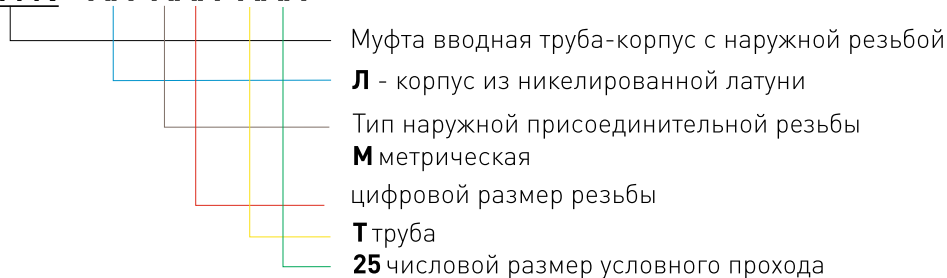 Муфта вводная труба-корпус с наружной резьбой
Л - корпус из никелированной латуни
Тип наружной присоединительной резьбы
М метрическая
цифровой размер резьбы
Т труба
25 числовой размер условного прохода